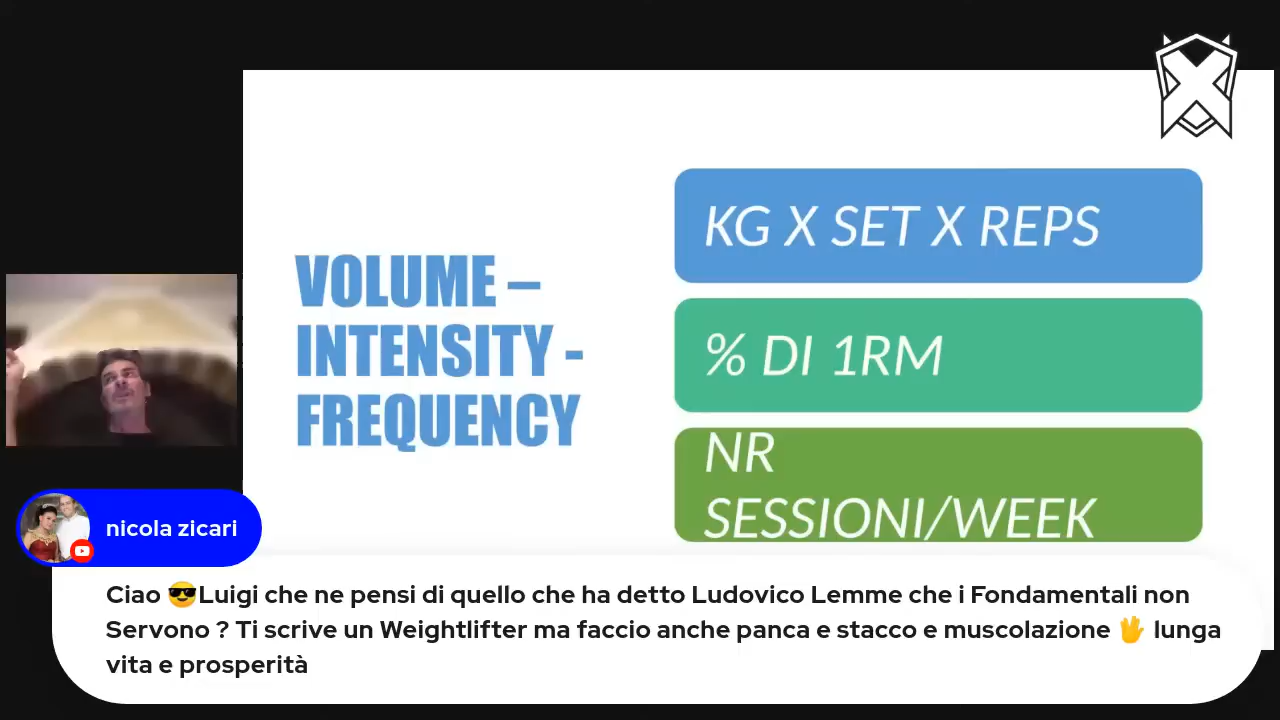 VOLUME –
INTENSITY -
FREQUENCY
KG X SET X REPS
% DI 1RM
NR
SESSIONI/WEEK
nicola zicari
Ciao 😎Luigi che ne pensi di quello che ha detto Ludovico Lemme che i Fondamentali non
Servono ? Ti scrive un Weightlifter ma faccio anche panca e stacco e muscolazione 🖖 lunga
vita e prosperità